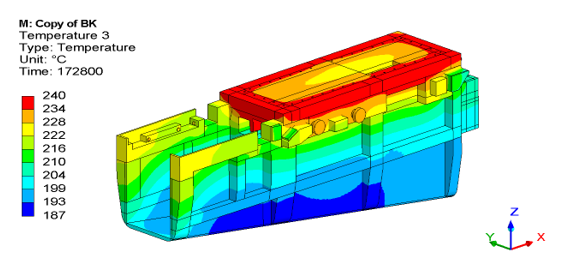 M: Copy of BK
Temperature 3
Type: Temperature
Unit: °C
Time: 172800
240
234
228
222
216
210
204
199
193
187
Z
Y
X